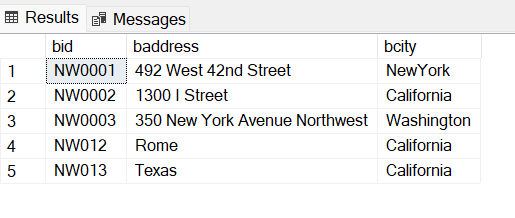 Results Messages
bid baddress bcity
1 NW0001 492 West 42nd Street NewYork
2 NW0002 1300 I Street California
3 NW0003 350 New York Avenue Northwest Washington
4 NW012 Rome California
5 NW013 Texas California